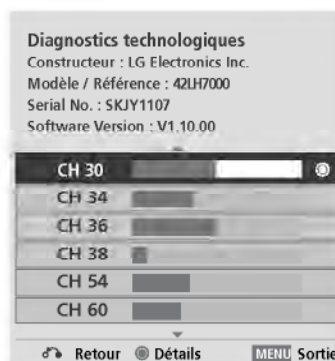 Diagnostics technologiques
Constructeur : LG Electronics Inc.
Modèle / Référence : 42LH7000
Serial No. : SKJY1107
Software Version : V1.10.00
CH 30
CH 34
CH 36
CH 38
CH 54
CH 60
Retour Détails MENU Sortie